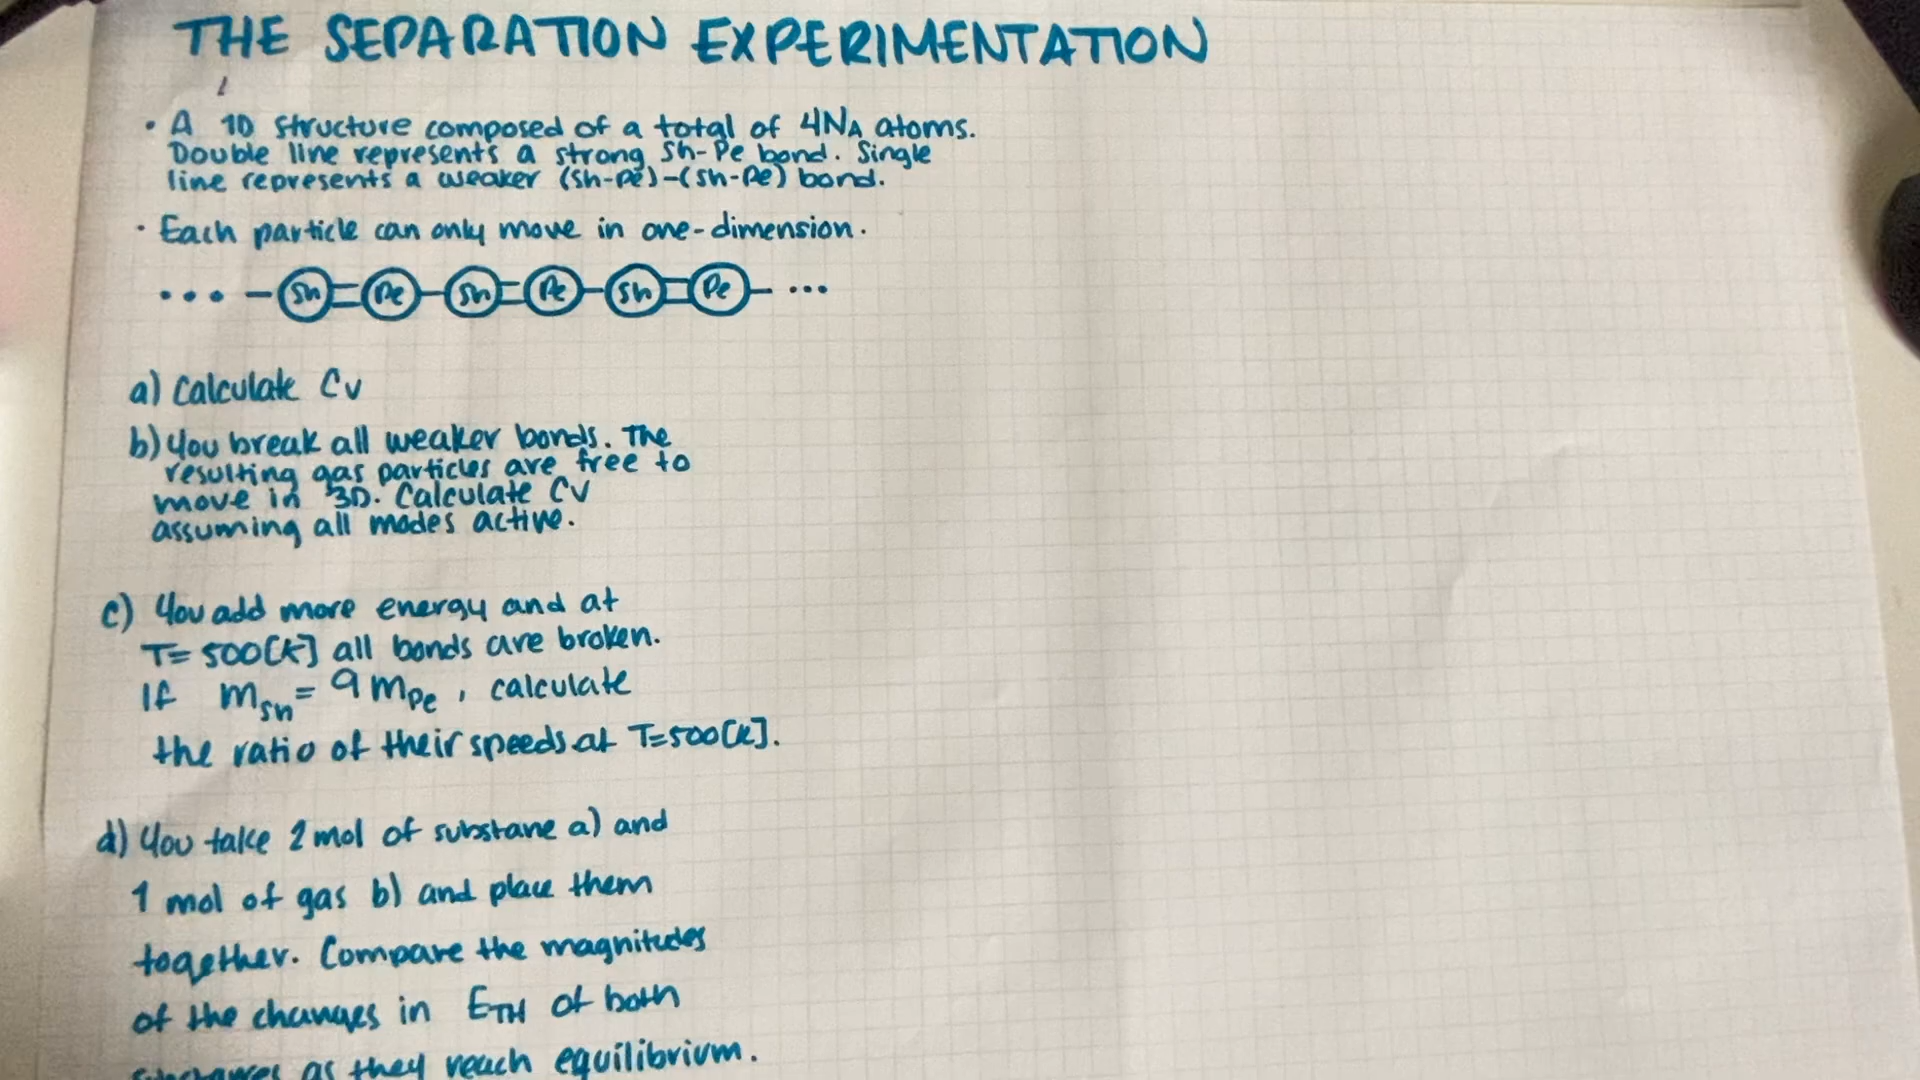 THE SEPARATION EXPERIMENTATION
• A 1D structure composed of a total of 4NA atoms.
Double line represents a strong Sh-Pe bond. Single
line represents a weaker (Sh-Pe)-(Sh-Pe) bond.
• Each particle can only move in one-dimension.
... - Sh = Pe - Sh = Pe - Sh = Pe - ...
a) Calculate Cv
b) You break all weaker bonds. The
resulting gas particles are free to
move in 3D. Calculate CV
assuming all modes active.
c) You add more energy and at
T= 500[K] all bonds are broken.
If mSh = 9 mPe, calculate
the ratio of their speeds at T=500[K].
d) You take 2 mol of substane a) and
1 mol of gas b) and place them
together. Compare the magnitudes
of the changes in ETH of both
substances as they reach equilibrium.